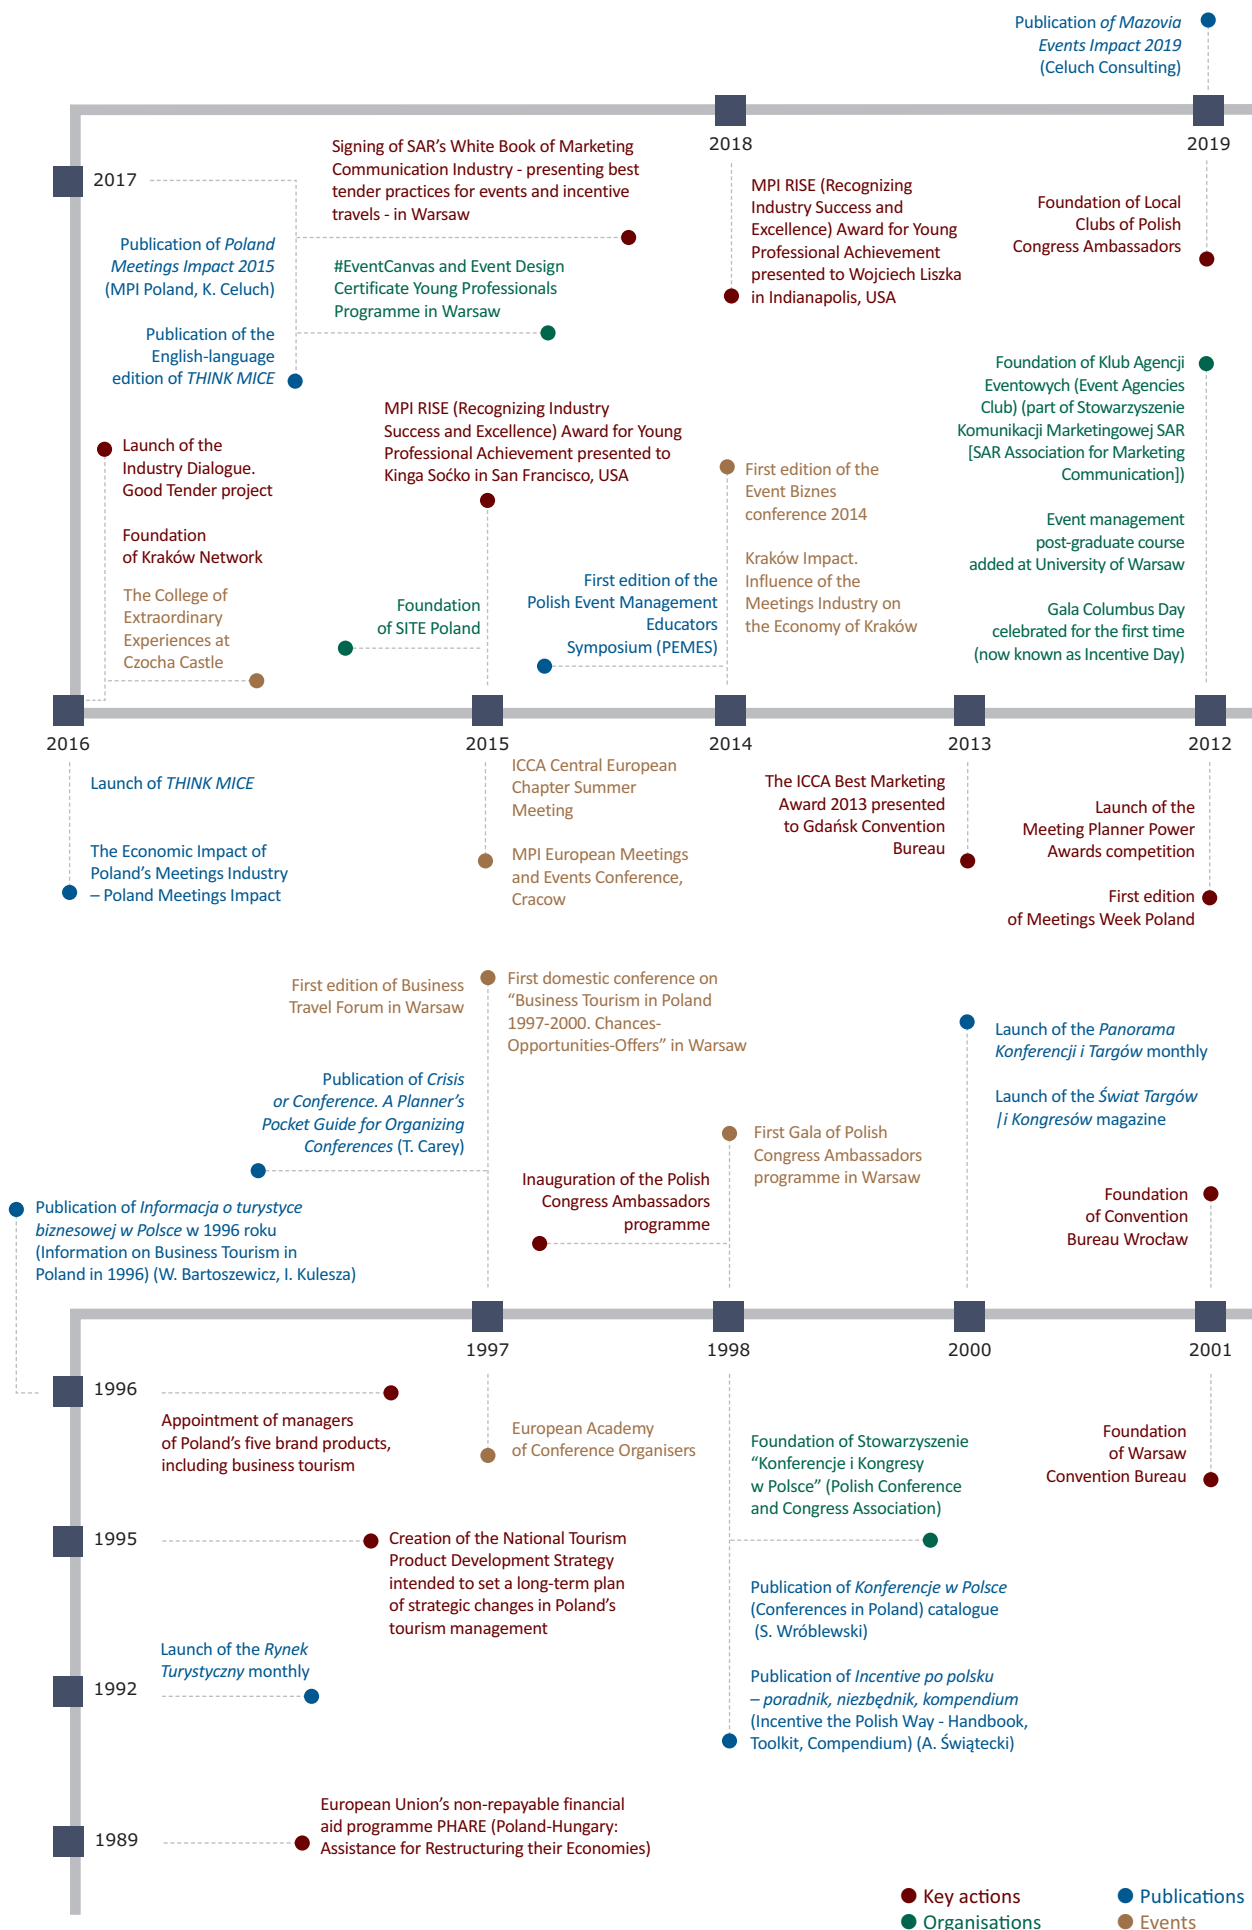 Publication of Mazovia
Events Impact 2019
(Celuch Consulting)
2018
2019
2017
Signing of SAR’s White Book of Marketing
Communication Industry - presenting best
tender practices for events and incentive
travels - in Warsaw
MPI RISE (Recognizing
Industry Success and
Excellence) Award for Young
Professional Achievement
presented to Wojciech Liszka
in Indianapolis, USA
Foundation of Local
Clubs of Polish
Congress Ambassadors
Publication of Poland
Meetings Impact 2015
(MPI Poland, K. Celuch)
#EventCanvas and Event Design
Certificate Young Professionals
Programme in Warsaw
Publication of the
English-language
edition of THINK MICE
Foundation of Klub Agencji
Eventowych (Event Agencies
Club) (part of Stowarzyszenie
Komunikacji Marketingowej SAR
[SAR Association for Marketing
Communication])
MPI RISE (Recognizing Industry
Success and Excellence) Award for Young
Professional Achievement presented to
Kinga Soćko in San Francisco, USA
Launch of the
Industry Dialogue.
Good Tender project
First edition of the
Event Biznes
conference 2014
Foundation
of Kraków Network
Event management
post-graduate course
added at University of Warsaw
Kraków Impact.
Influence of the
Meetings Industry on
the Economy of Kraków
The College of
Extraordinary
Experiences at
Czocha Castle
Foundation
of SITE Poland
First edition of the
Polish Event Management
Educators
Symposium (PEMES)
Gala Columbus Day
celebrated for the first time
(now known as Incentive Day)
2016
2015
2014
2013
2012
Launch of THINK MICE
The Economic Impact of
Poland’s Meetings Industry
– Poland Meetings Impact
ICCA Central European
Chapter Summer
Meeting
MPI European Meetings
and Events Conference,
Cracow
The ICCA Best Marketing
Award 2013 presented
to Gdańsk Convention
Bureau
Launch of the
Meeting Planner Power
Awards competition
First edition
of Meetings Week Poland
First edition of Business
Travel Forum in Warsaw
First domestic conference on
“Business Tourism in Poland
1997-2000. Chances-
Opportunities-Offers” in Warsaw
Launch of the Panorama
Konferencji i Targów monthly
Launch of the Świat Targów
|i Kongresów magazine
Publication of Crisis
or Conference. A Planner’s
Pocket Guide for Organizing
Conferences (T. Carey)
First Gala of Polish
Congress Ambassadors
programme in Warsaw
Inauguration of the Polish
Congress Ambassadors
programme
Foundation
of Convention
Bureau Wrocław
Publication of Informacja o turystyce
biznesowej w Polsce w 1996 roku
(Information on Business Tourism in
Poland in 1996) (W. Bartoszewicz, I. Kulesza)
1997
1998
2000
2001
1996
Appointment of managers
of Poland’s five brand products,
including business tourism
European Academy
of Conference Organisers
Foundation of Stowarzyszenie
“Konferencje i Kongresy
w Polsce” (Polish Conference
and Congress Association)
Foundation
of Warsaw
Convention Bureau
1995
Creation of the National Tourism
Product Development Strategy
intended to set a long-term plan
of strategic changes in Poland’s
tourism management
Publication of Konferencje w Polsce
(Conferences in Poland) catalogue
(S. Wróblewski)
Launch of the Rynek
Turystyczny monthly
1992
Publication of Incentive po polsku
– poradnik, niezbędnik, kompendium
(Incentive the Polish Way - Handbook,
Toolkit, Compendium) (A. Świątecki)
1989
European Union’s non-repayable financial
aid programme PHARE (Poland-Hungary:
Assistance for Restructuring their Economies)
Key actions
Publications
Organisations
Events